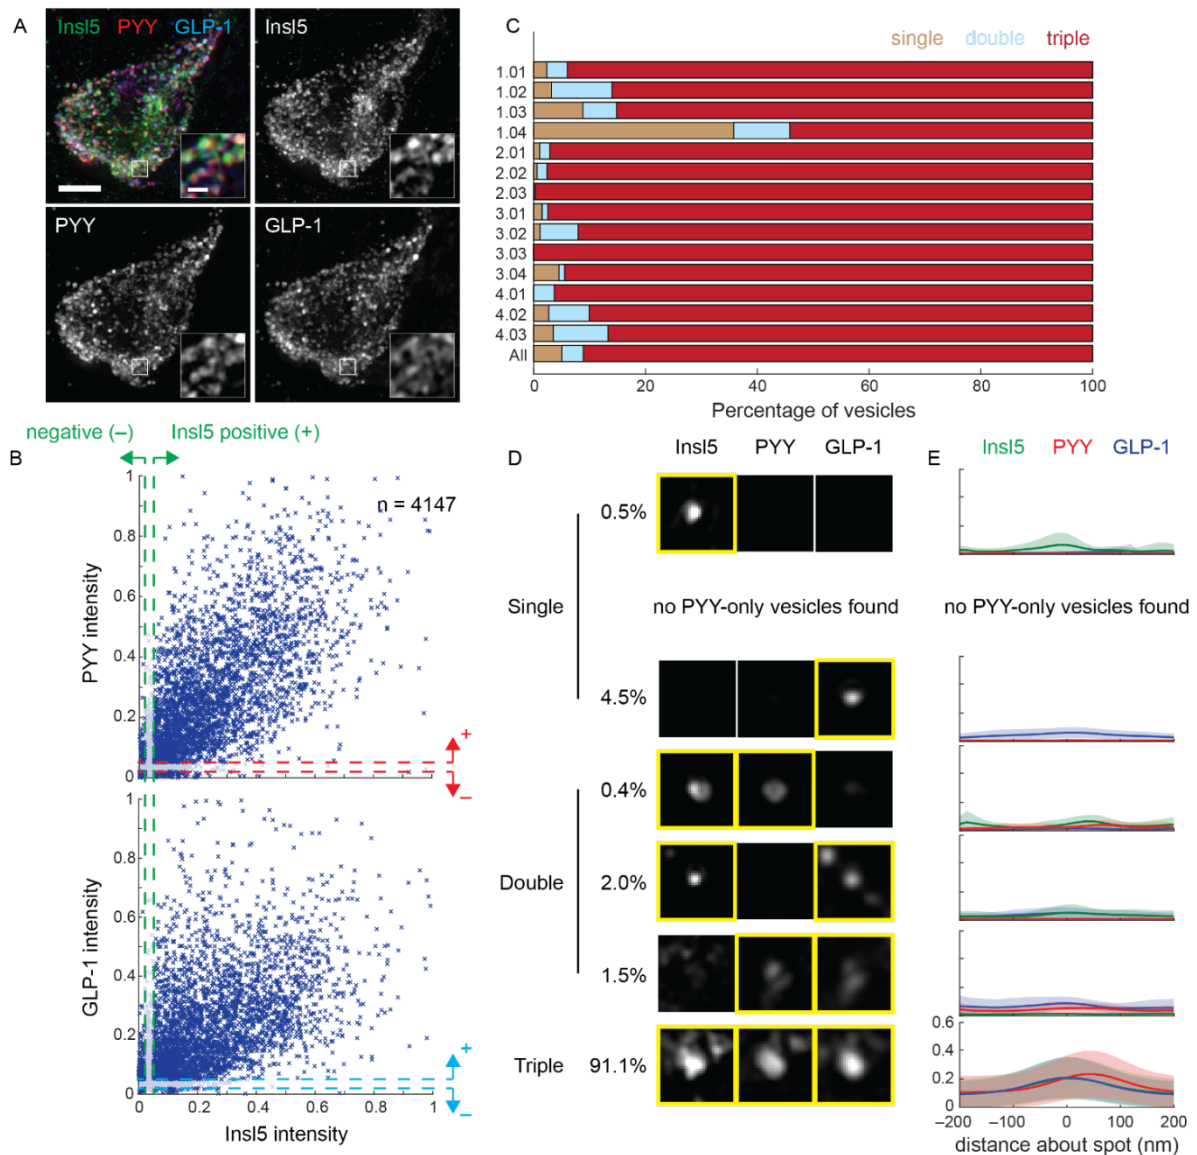 A
Insl5 PYY GLP-1
Insl5
PYY
GLP-1
C
single double triple
1.01
1.02
1.03
1.04
2.01
2.02
2.03
3.01
3.02
3.03
3.04
4.01
4.02
4.03
All
0 20 40 60 80 100
Percentage of vesicles
negative (–) Insl5 positive (+)
B
n = 4147
1
0.8
0.6
0.4
0.2
0
PYY intensity
+
–
1
0.8
0.6
0.4
0.2
0
GLP-1 intensity
+
–
0 0.2 0.4 0.6 0.8 1
Insl5 intensity
D
Insl5 PYY GLP-1
Single
0.5%
no PYY-only vesicles found
4.5%
Double
0.4%
2.0%
1.5%
Triple
91.1%
E
Insl5 PYY GLP-1
no PYY-only vesicles found
0.6
0.4
0.2
0
–200 –100 0 100 200
distance about spot (nm)